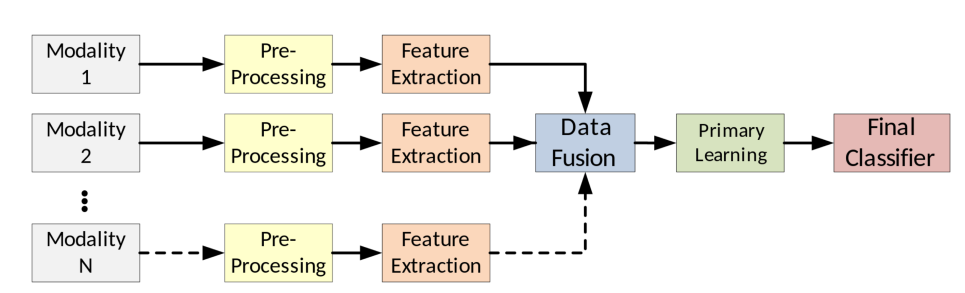 Modality
1
Pre-
Processing
Feature
Extraction
Modality
2
Pre-
Processing
Feature
Extraction
Data
Fusion
Primary
Learning
Final
Classifier
Modality
N
Pre-
Processing
Feature
Extraction